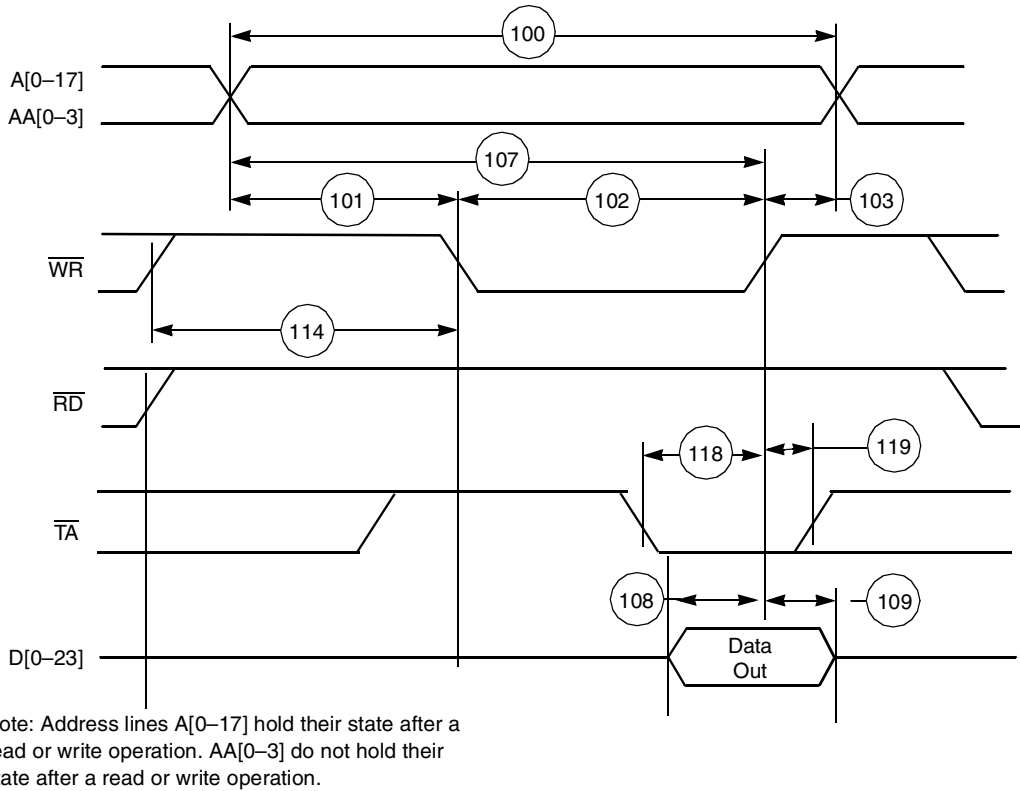 100
A[0–17]
AA[0–3]
107
101
102
103
WR
114
RD
118
119
TA
108
109
D[0–23]
Data
Out
ote: Address lines A[0–17] hold their state after a
ead or write operation. AA[0–3] do not hold their
tate after a read or write operation.